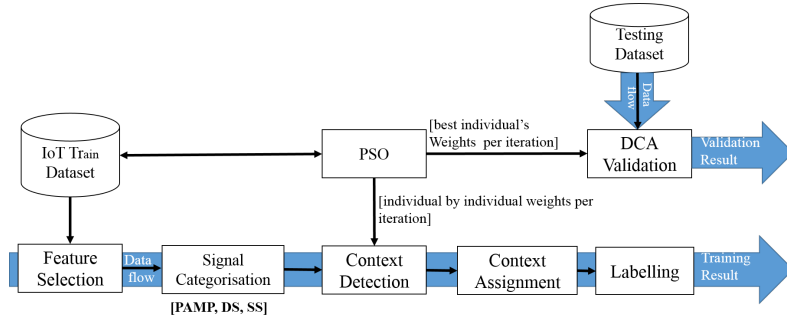 Testing
Dataset
Data
flow
[best individual's
Weights per iteration]
IoT Train
Dataset
PSO
DCA
Validation
Validation
Result
[individual by individual weights per
iteration]
Feature
Selection
Data
flow
Signal
Categorisation
Context
Detection
Context
Assignment
Labelling
Training
Result
[PAMP, DS, SS]